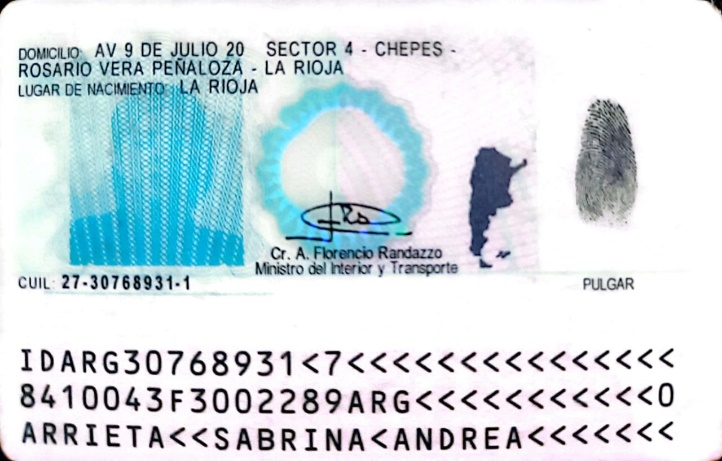 DOMICILIO: AV 9 DE JULIO 20 SECTOR 4 - CHEPES -
ROSARIO VERA PEÑALOZA - LA RIOJA
LUGAR DE NACIMIENTO: LA RIOJA
Cr. A. Florencio Randazzo
Ministro del Interior y Transporte
CUIL: 27-30768931-1
PULGAR
IDARG30768931<7<<<<<<<<<<<<<<<
8410043F3002289ARG<<<<<<<<<<<0
ARRIETA<<SABRINA<ANDREA<<<<<<<